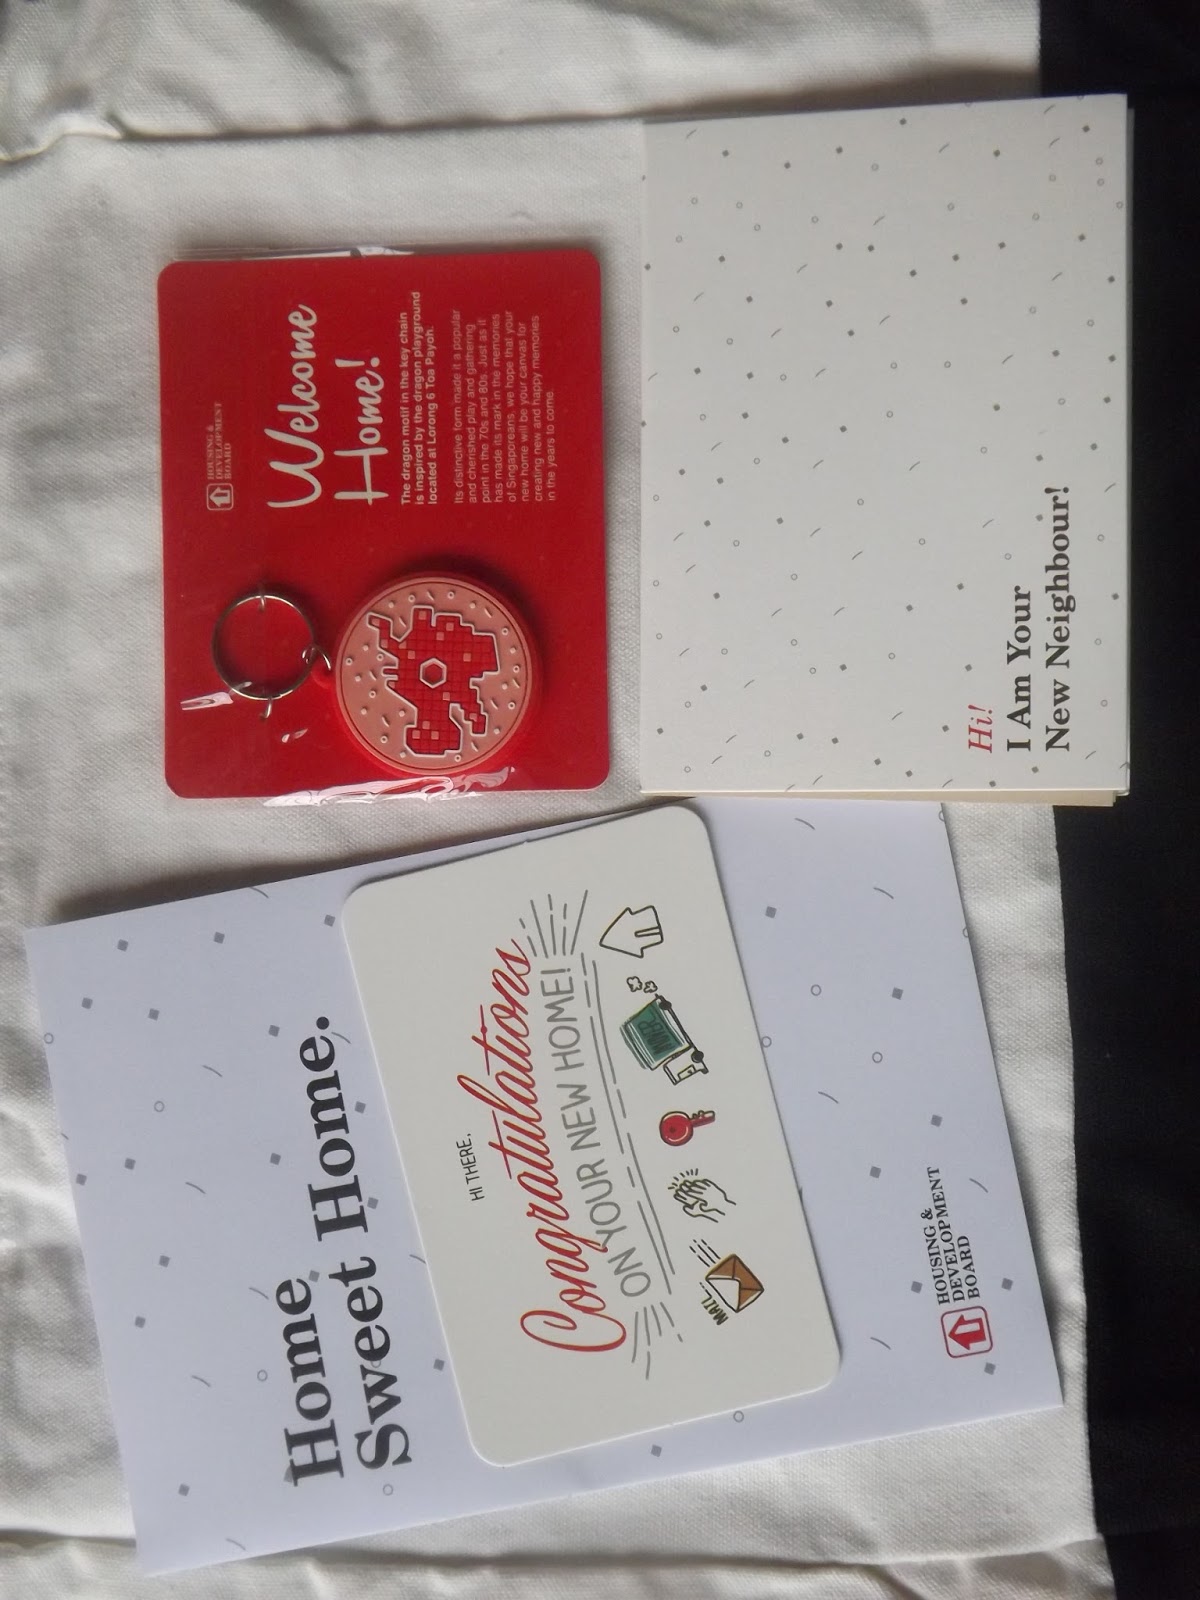 Home
Sweet Home.
HI THERE,
Congratulations
ON YOUR NEW HOME!
MAIL...
HOUSING &
DEVELOPMENT
BOARD
HOUSING &
DEVELOPMENT
BOARD
Welcome
Home!
The dragon motif in the key chain
is inspired by the dragon playground
located at Lorong 6 Toa Payoh.
Its distinctive form made it a popular
and cherished play and gathering
point in the 70s and 80s. Just as it
has made its mark in the memories
of Singaporeans, we hope that your
new home will be your canvas for
creating new and happy memories
in the years to come.
Hi!
I Am Your
New Neighbour!